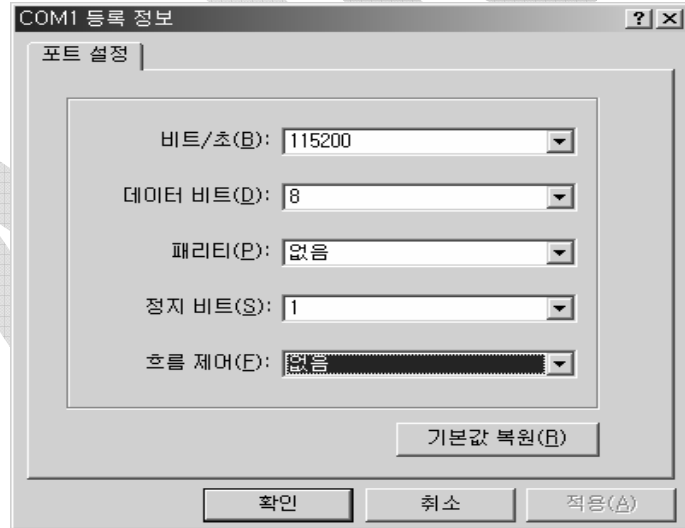 COM1 등록 정보
포트 설정
비트/초(B): 115200
데이터 비트(D): 8
패리티(P): 없음
정지 비트(S): 1
흐름 제어(F): 없음
기본값 복원(R)
확인 취소 적용(A)